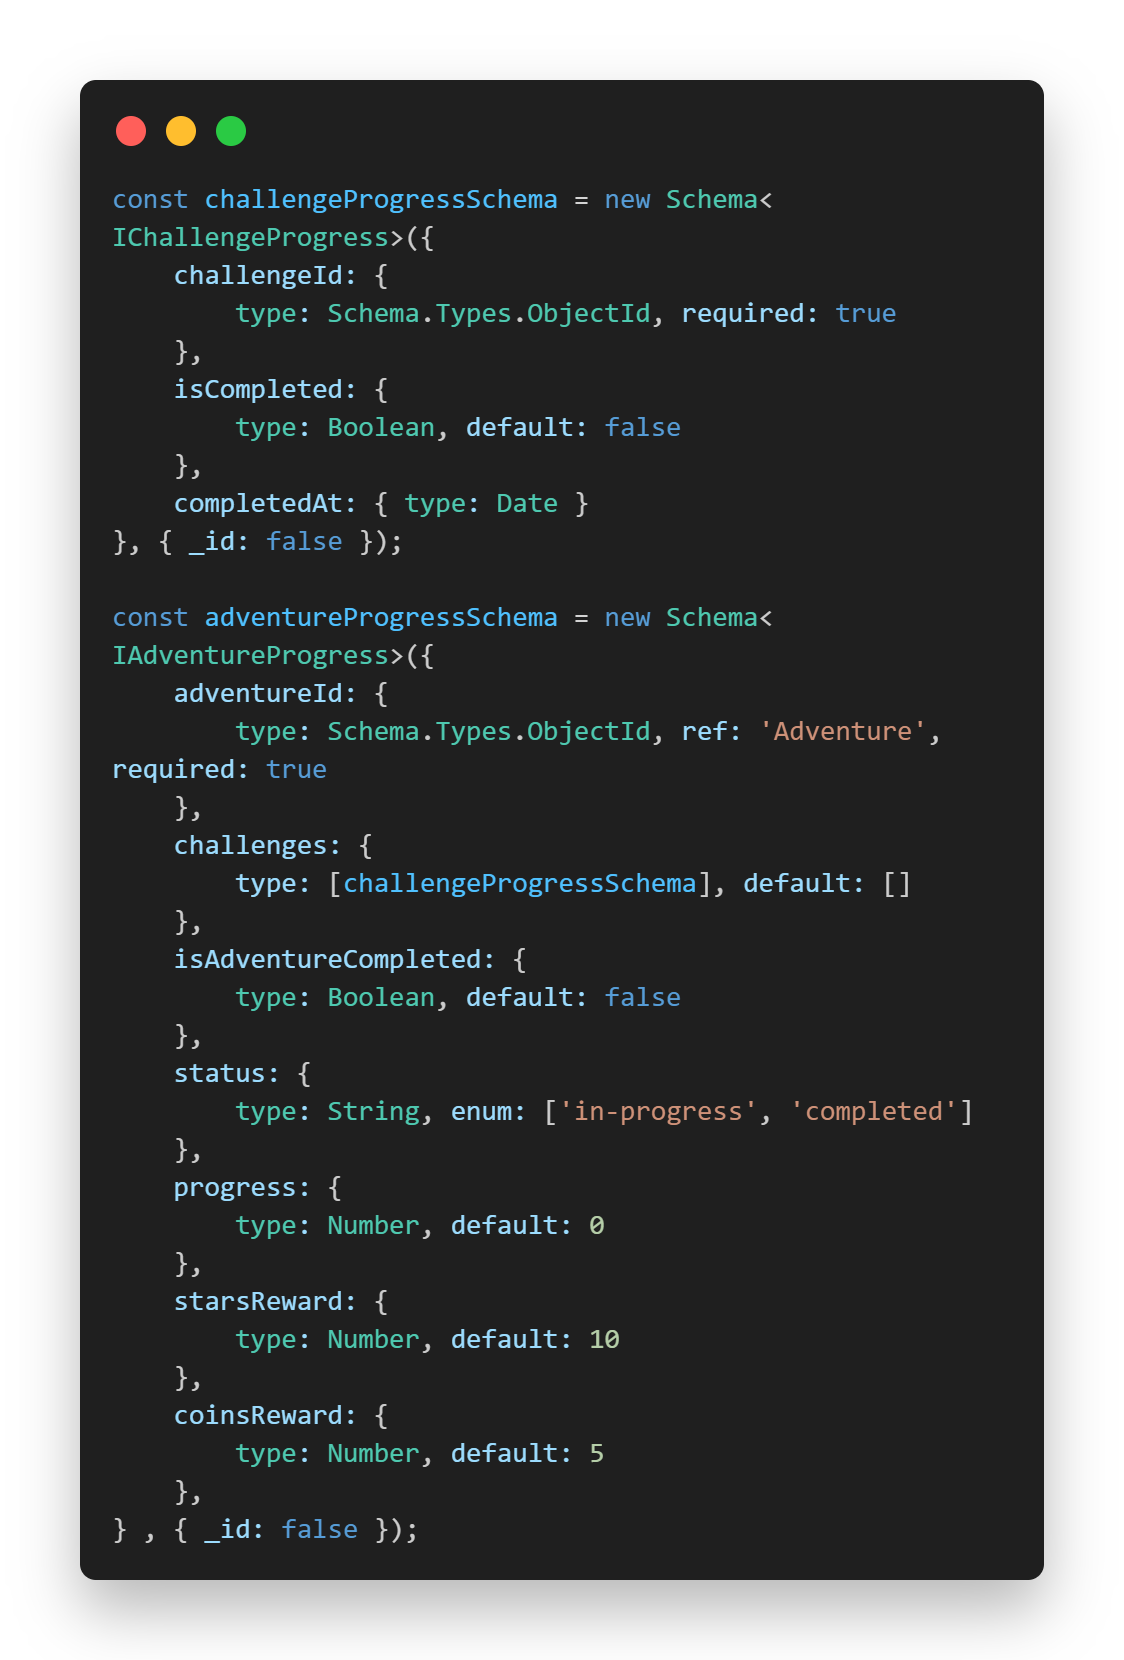 const challengeProgressSchema = new Schema<
IChallengeProgress>({
    challengeId: {
        type: Schema.Types.ObjectId, required: true
    },
    isCompleted: {
        type: Boolean, default: false
    },
    completedAt: { type: Date }
}, { _id: false });

const adventureProgressSchema = new Schema<
IAdventureProgress>({
    adventureId: {
        type: Schema.Types.ObjectId, ref: 'Adventure',
required: true
    },
    challenges: {
        type: [challengeProgressSchema], default: []
    },
    isAdventureCompleted: {
        type: Boolean, default: false
    },
    status: {
        type: String, enum: ['in-progress', 'completed']
    },
    progress: {
        type: Number, default: 0
    },
    starsReward: {
        type: Number, default: 10
    },
    coinsReward: {
        type: Number, default: 5
    },
} , { _id: false });